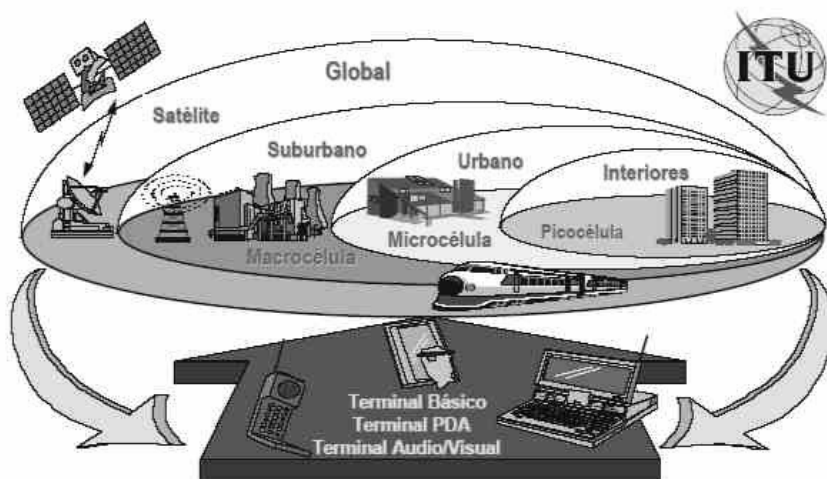 Global
ITU
Satélite
Suburbano
Urbano
Interiores
Macrocélula
Microcélula
Picocélula
Terminal Básico
Terminal PDA
Terminal Audio/Visual